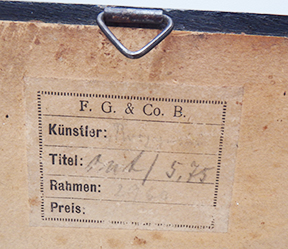 F. G. & Co. B.
Künstler:
Titel: / 5,75
Rahmen:
Preis: